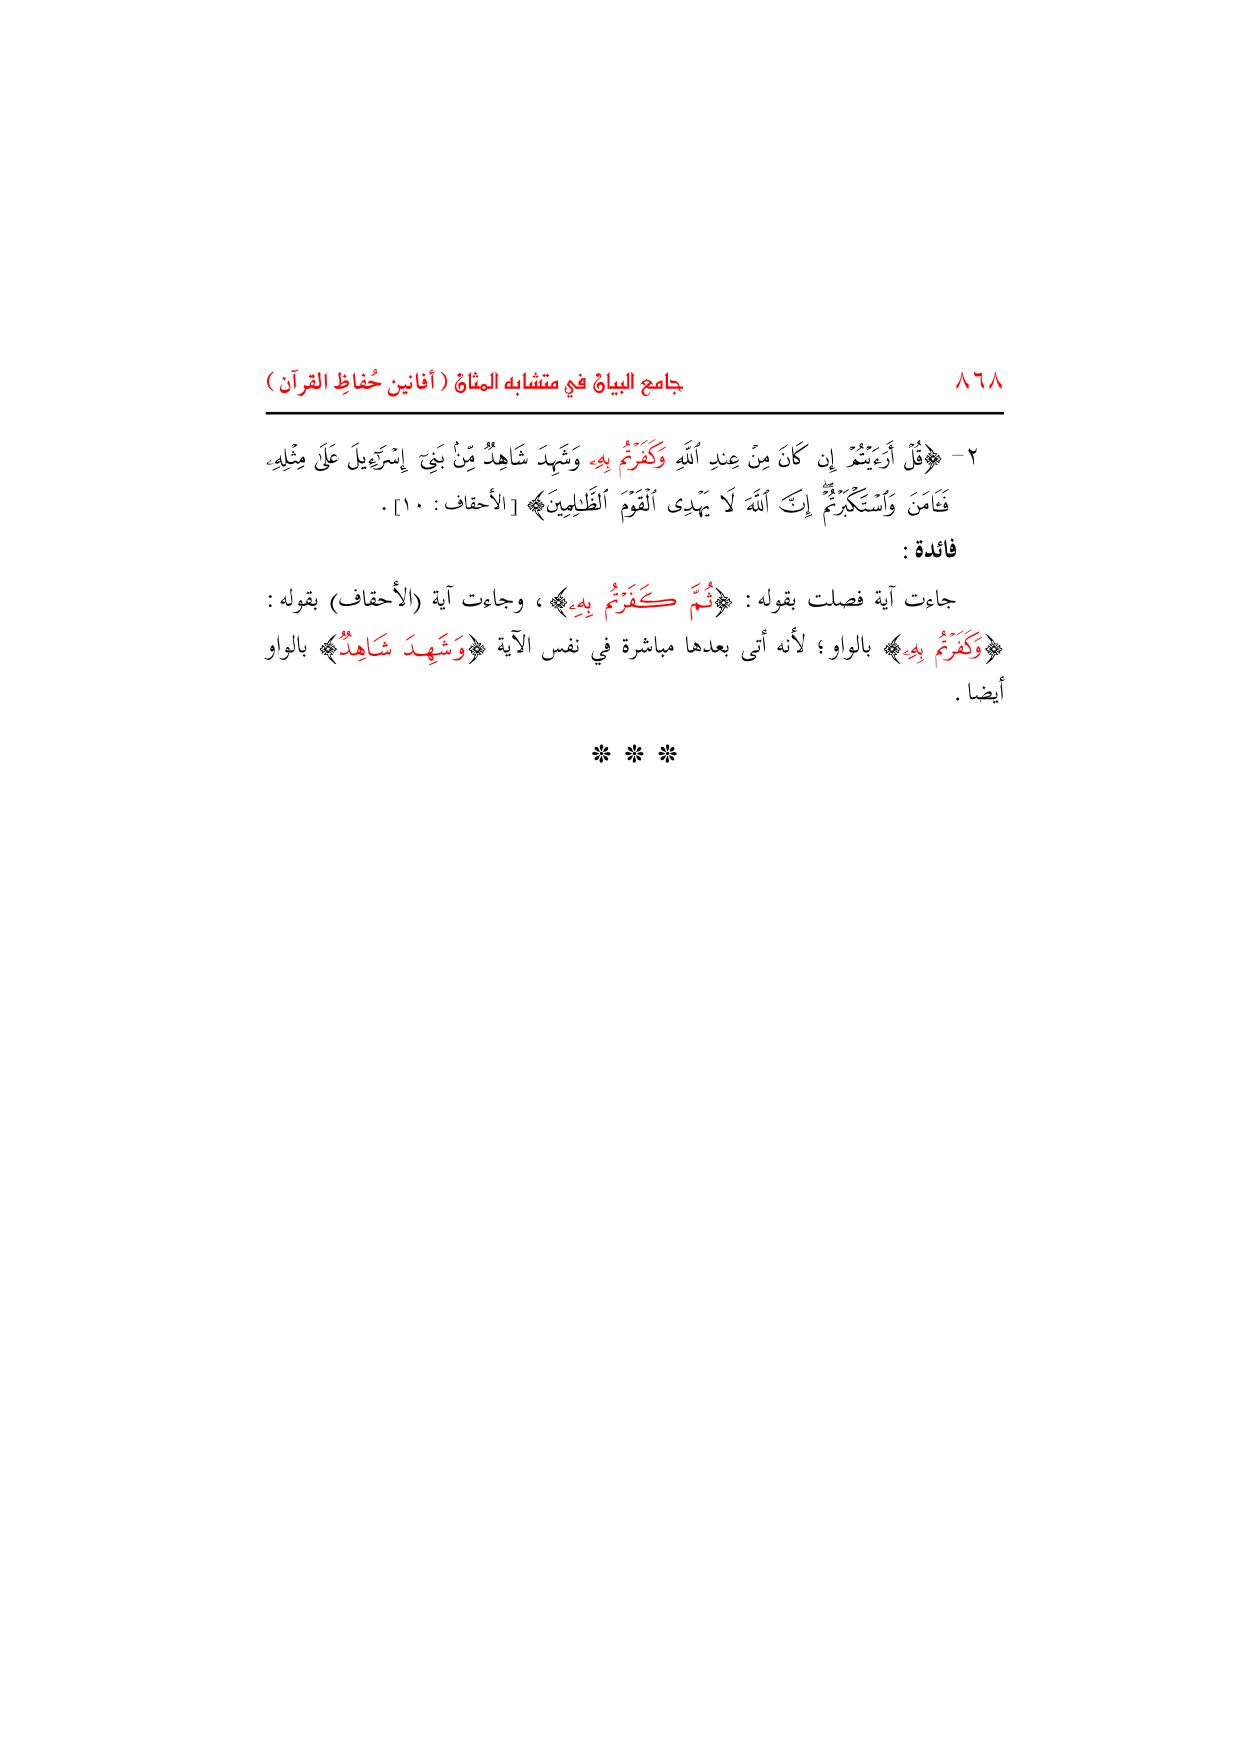 ٨٦٨ جامع البيان في متشابه المثان ( أفانين حُفاظِ القرآن )
٢- ﴿قُلْ أَرَءَيْتُمْ إِن كَانَ مِنْ عِندِ ٱللَّهِ وَكَفَرْتُم بِهِۦ وَشَهِدَ شَاهِدٌ مِّنۢ بَنِىٓ إِسْرَٰٓءِيلَ عَلَىٰ مِثْلِهِۦ
فَـَٔامَنَ وَٱسْتَكْبَرْتُمْ ۖ إِنَّ ٱللَّهَ لَا يَهْدِى ٱلْقَوْمَ ٱلظَّـٰلِمِينَ﴾ [ الأحقاف : ١٠] .
فائدة :
جاءت آية فصلت بقوله : ﴿ثُمَّ كَفَرْتُم بِهِۦ﴾ ، وجاءت آية (الأحقاف) بقوله :
﴿وَكَفَرْتُم بِهِۦ﴾ بالواو ؛ لأنه أتى بعدها مباشرة في نفس الآية ﴿وَشَهِدَ شَاهِدٌ﴾ بالواو
أيضا .
❊ ❊ ❊